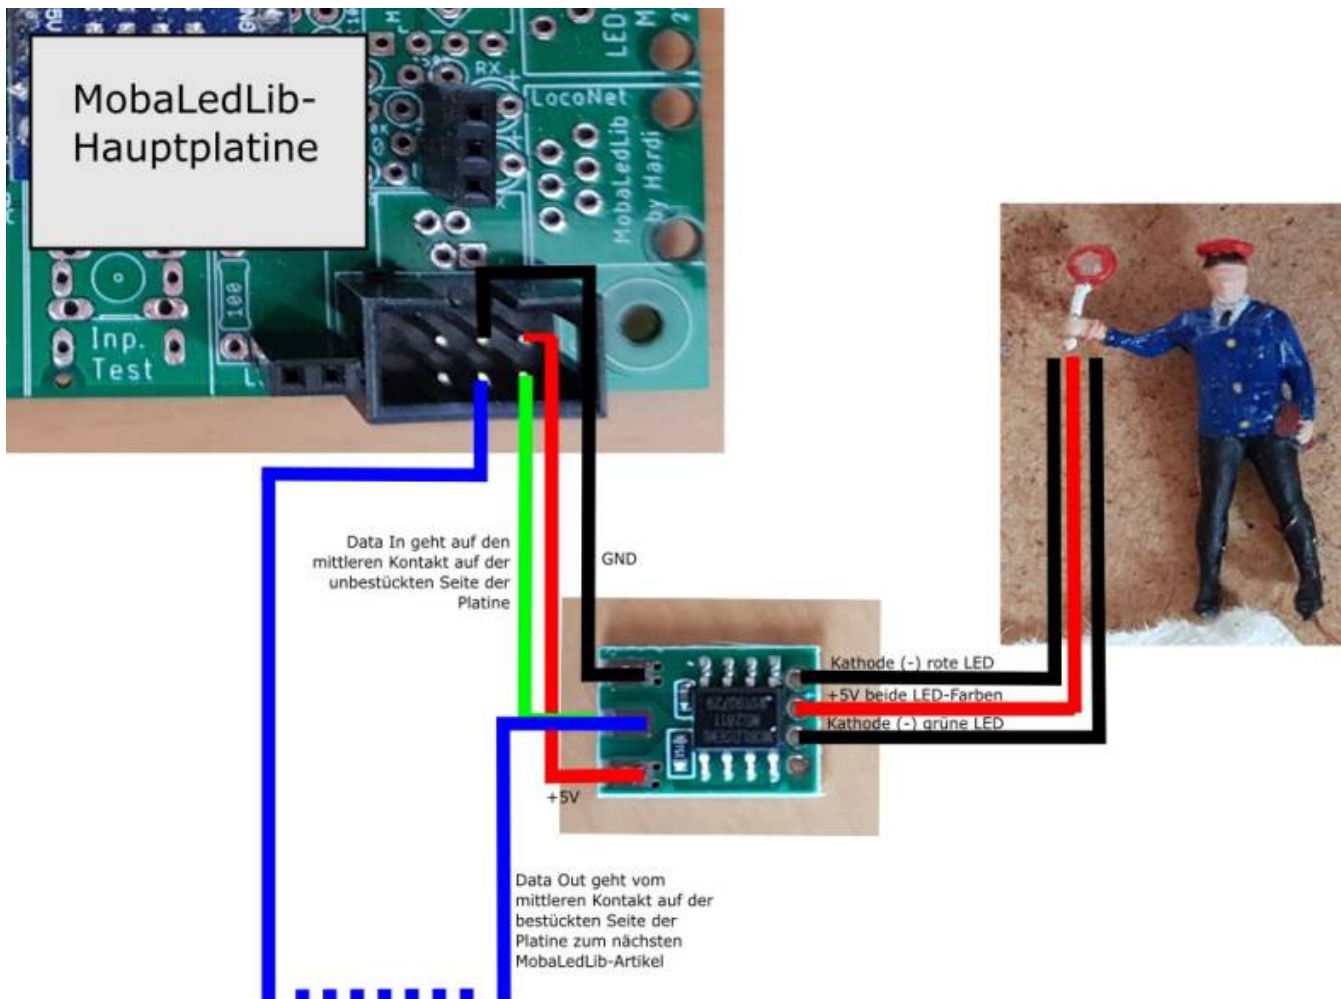 MobaLedLib-
Hauptplatine
RX
LED
LocoNet
MobaLedLib
by Hardi
100
Inp.
Test
Data In geht auf den
mittleren Kontakt auf der
unbestückten Seite der
Platine
GND
Kathode (-) rote LED
+5V beide LED-Farben
Kathode (-) grüne LED
+5V
Data Out geht vom
mittleren Kontakt auf der
bestückten Seite der
Platine zum nächsten
MobaLedLib-Artikel